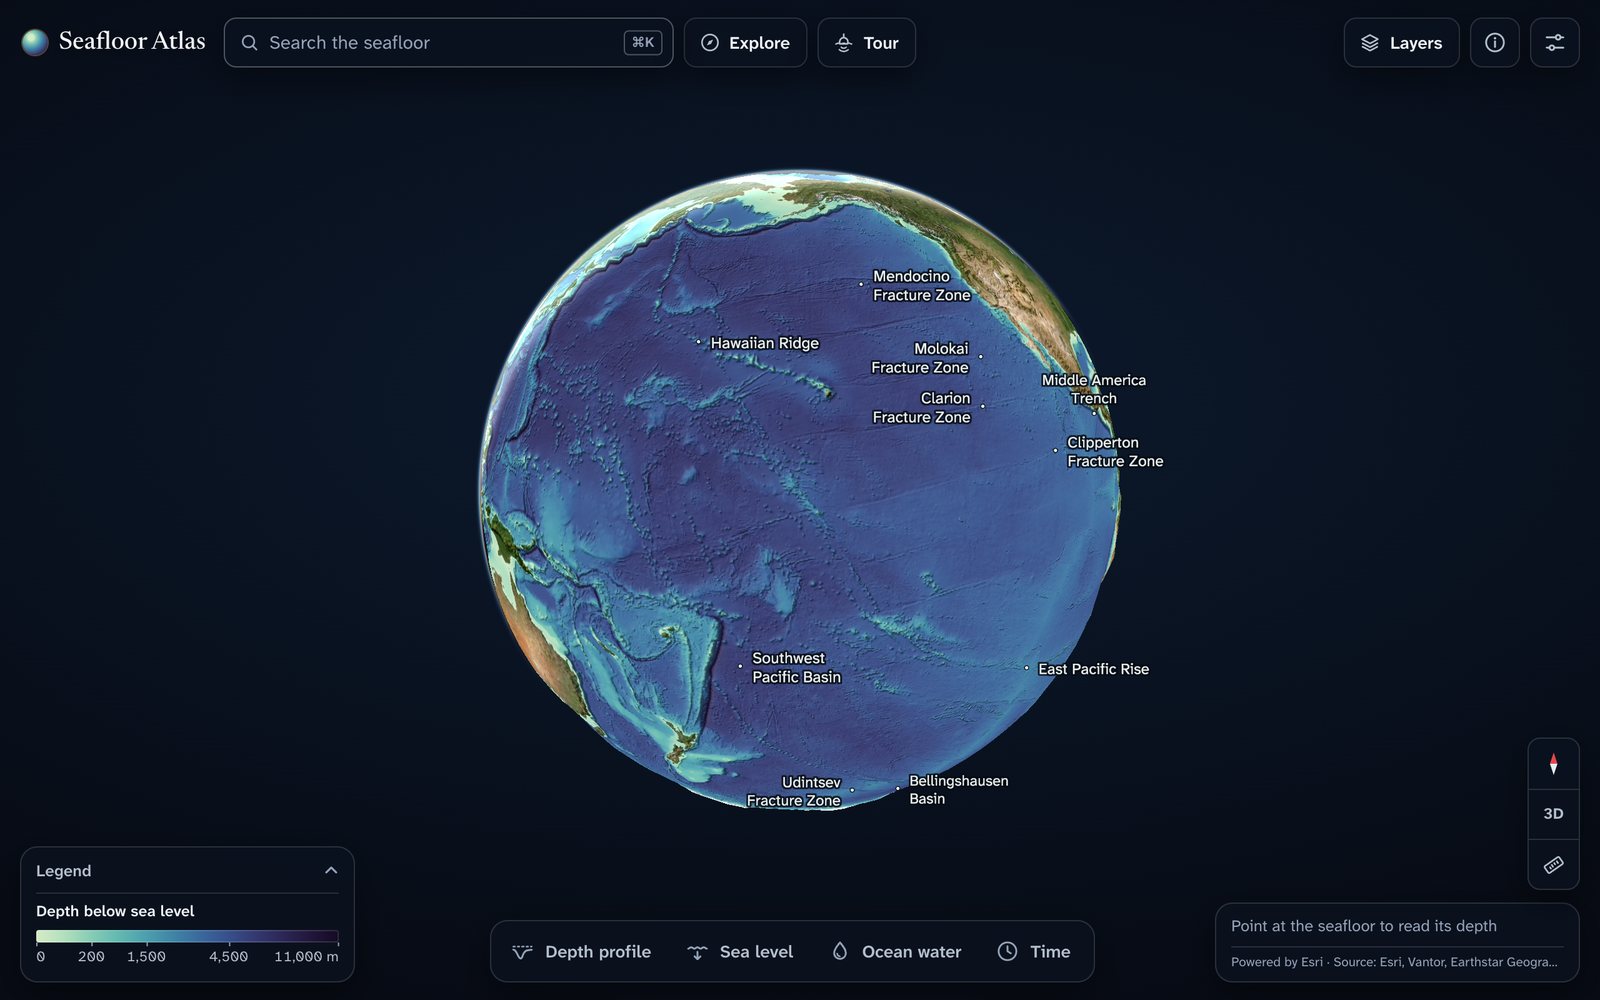 Seafloor Atlas
Search the seafloor
⌘K
Explore
Tour
Layers
Mendocino
Fracture Zone
Hawaiian Ridge
Molokai
Fracture Zone
Middle America
Trench
Clarion
Fracture Zone
Clipperton
Fracture Zone
Southwest
Pacific Basin
East Pacific Rise
Udintsev
Fracture Zone
Bellingshausen
Basin
3D
Legend
Depth below sea level
0 200 1,500 4,500 11,000 m
Depth profile
Sea level
Ocean water
Time
Point at the seafloor to read its depth
Powered by Esri · Source: Esri, Vantor, Earthstar Geogra...